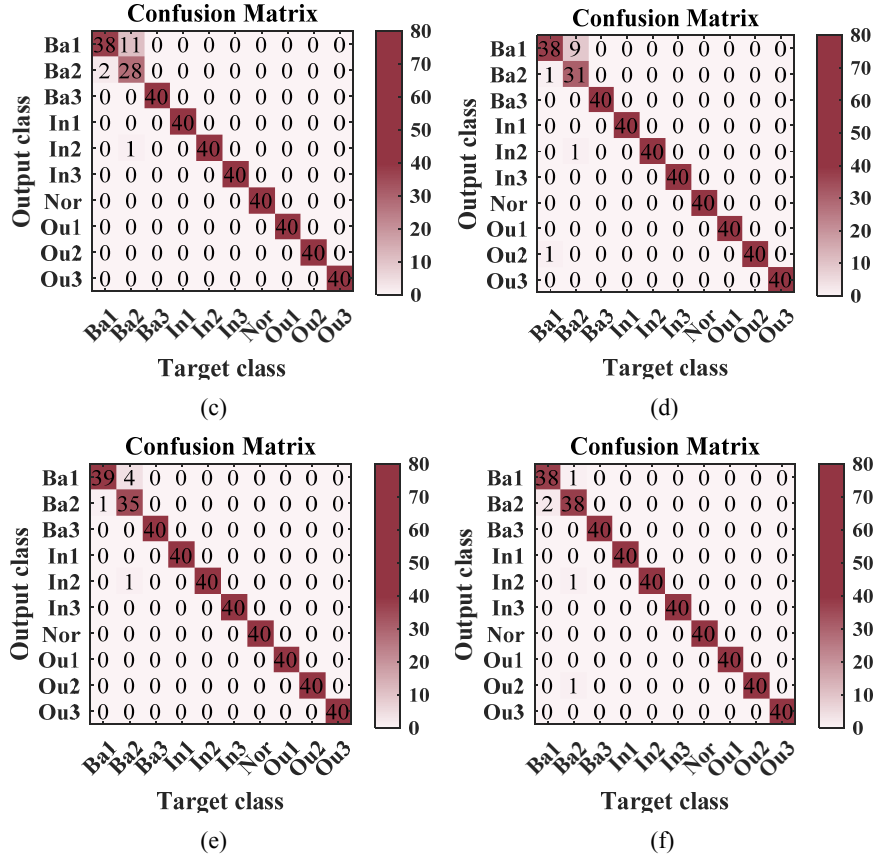 Confusion Matrix
Output class
Ba1 38 11 0 0 0 0 0 0 0 0
Ba2 2 28 0 0 0 0 0 0 0 0
Ba3 0 0 40 0 0 0 0 0 0 0
In1 0 0 0 40 0 0 0 0 0 0
In2 0 1 0 0 40 0 0 0 0 0
In3 0 0 0 0 0 40 0 0 0 0
Nor 0 0 0 0 0 0 40 0 0 0
Ou1 0 0 0 0 0 0 0 40 0 0
Ou2 0 0 0 0 0 0 0 0 40 0
Ou3 0 0 0 0 0 0 0 0 0 40
Ba1 Ba2 Ba3 In1 In2 In3 Nor Ou1 Ou2 Ou3
Target class
80
70
60
50
40
30
20
10
0
(c)
Confusion Matrix
Output class
Ba1 38 9 0 0 0 0 0 0 0 0
Ba2 1 31 0 0 0 0 0 0 0 0
Ba3 0 0 40 0 0 0 0 0 0 0
In1 0 0 0 40 0 0 0 0 0 0
In2 0 1 0 0 40 0 0 0 0 0
In3 0 0 0 0 0 40 0 0 0 0
Nor 0 0 0 0 0 0 40 0 0 0
Ou1 0 0 0 0 0 0 0 40 0 0
Ou2 1 0 0 0 0 0 0 0 40 0
Ou3 0 0 0 0 0 0 0 0 0 40
Ba1 Ba2 Ba3 In1 In2 In3 Nor Ou1 Ou2 Ou3
Target class
80
70
60
50
40
30
20
10
0
(d)
Confusion Matrix
Output class
Ba1 39 4 0 0 0 0 0 0 0 0
Ba2 1 35 0 0 0 0 0 0 0 0
Ba3 0 0 40 0 0 0 0 0 0 0
In1 0 0 0 40 0 0 0 0 0 0
In2 0 1 0 0 40 0 0 0 0 0
In3 0 0 0 0 0 40 0 0 0 0
Nor 0 0 0 0 0 0 40 0 0 0
Ou1 0 0 0 0 0 0 0 40 0 0
Ou2 0 0 0 0 0 0 0 0 40 0
Ou3 0 0 0 0 0 0 0 0 0 40
Ba1 Ba2 Ba3 In1 In2 In3 Nor Ou1 Ou2 Ou3
Target class
80
70
60
50
40
30
20
10
0
(e)
Confusion Matrix
Output class
Ba1 38 1 0 0 0 0 0 0 0 0
Ba2 2 38 0 0 0 0 0 0 0 0
Ba3 0 0 40 0 0 0 0 0 0 0
In1 0 0 0 40 0 0 0 0 0 0
In2 0 1 0 0 40 0 0 0 0 0
In3 0 0 0 0 0 40 0 0 0 0
Nor 0 0 0 0 0 0 40 0 0 0
Ou1 0 0 0 0 0 0 0 40 0 0
Ou2 0 1 0 0 0 0 0 0 40 0
Ou3 0 0 0 0 0 0 0 0 0 40
Ba1 Ba2 Ba3 In1 In2 In3 Nor Ou1 Ou2 Ou3
Target class
80
70
60
50
40
30
20
10
0
(f)